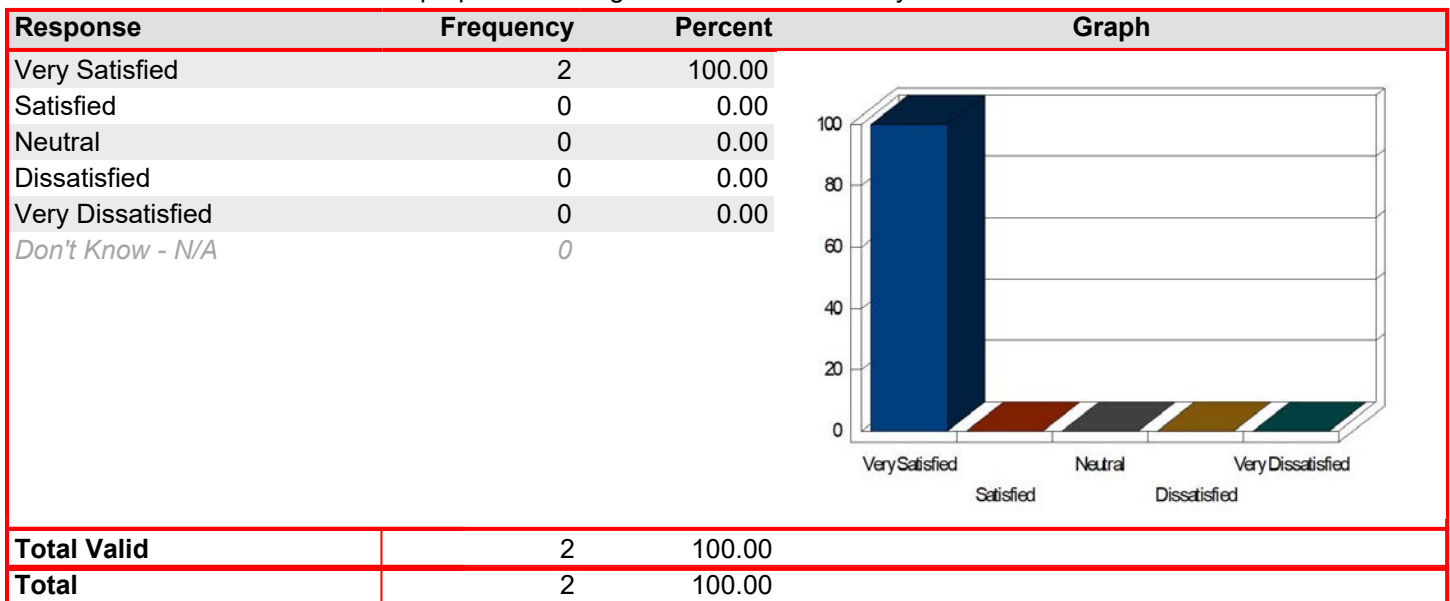 Response Frequency Percent Graph
Very Satisfied 2 100.00
Satisfied 0 0.00
Neutral 0 0.00
Dissatisfied 0 0.00
Very Dissatisfied 0 0.00
Don't Know - N/A 0
100
80
60
40
20
0
Very Satisfied Neutral Very Dissatisfied
Satisfied Dissatisfied
Total Valid 2 100.00
Total 2 100.00